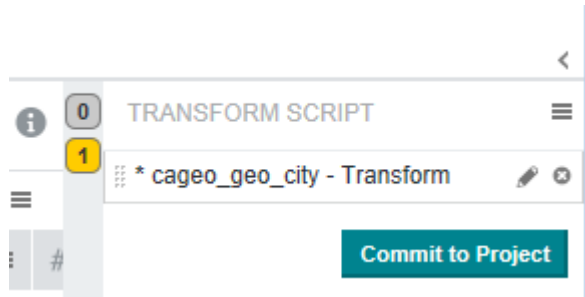 0
TRANSFORM SCRIPT
1
* cageo_geo_city - Transform
#
Commit to Project